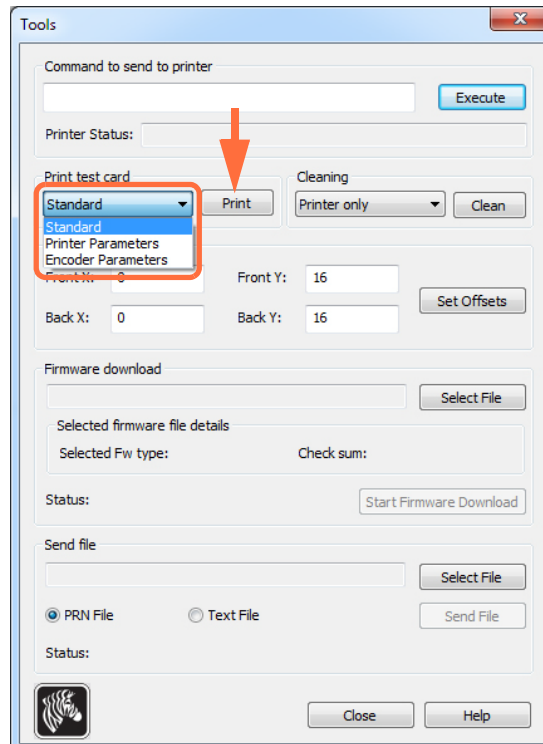 Tools
Command to send to printer
Execute
Printer Status:
Print test card
Cleaning
Standard
Print
Printer only
Clean
Standard
Printer Parameters
Encoder Parameters
Front X: 0 Front Y: 16
Set Offsets
Back X: 0 Back Y: 16
Firmware download
Select File
Selected firmware file details
Selected Fw type: Check sum:
Status:
Start Firmware Download
Send file
Select File
PRN File Text File
Send File
Status:
Close Help